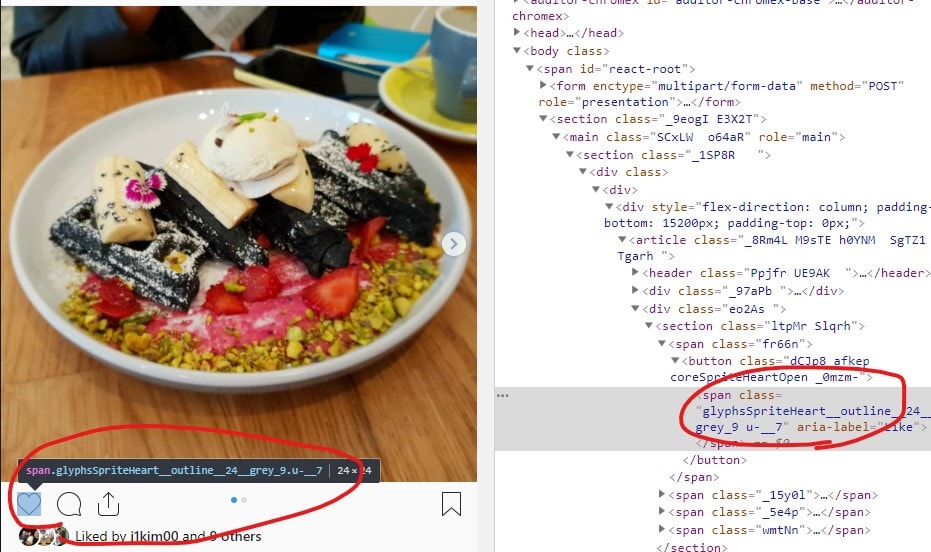 <auditor-chromex id="auditor-chromex-base">…</auditor-
chromex>
<head>…</head>
<body class>
<span id="react-root">
<form enctype="multipart/form-data" method="POST"
role="presentation">…</form>
<section class="_9eogI E3X2T">
<main class="SCxLW  o64aR" role="main">
<section class="_1SP8R   ">
<div class>
<div>
<div style="flex-direction: column; padding-
bottom: 15200px; padding-top: 0px;">
<article class="_8Rm4L M9sTE h0YNM  SgTZ1
Tgarh ">
<header class="Ppjfr UE9AK  ">…</header>
<div class="_97aPb ">…</div>
<div class="eo2As  ">
<section class="ltpMr Slqrh">
<span class="fr66n">
<button class="dCJp8 afkep
coreSpriteHeartOpen _0mzm-">
<span class=
"glyphsSpriteHeart__outline__24__
grey_9 u-__7" aria-label="Like">
</span> == $0
</button>
</span>
<span class="_15y0l">…</span>
<span class="_5e4p">…</span>
<span class="wmtNn">…</span>
</section>
span.glyphsSpriteHeart__outline__24__grey_9.u-__7 | 24×24
Liked by i1kim00 and 9 others